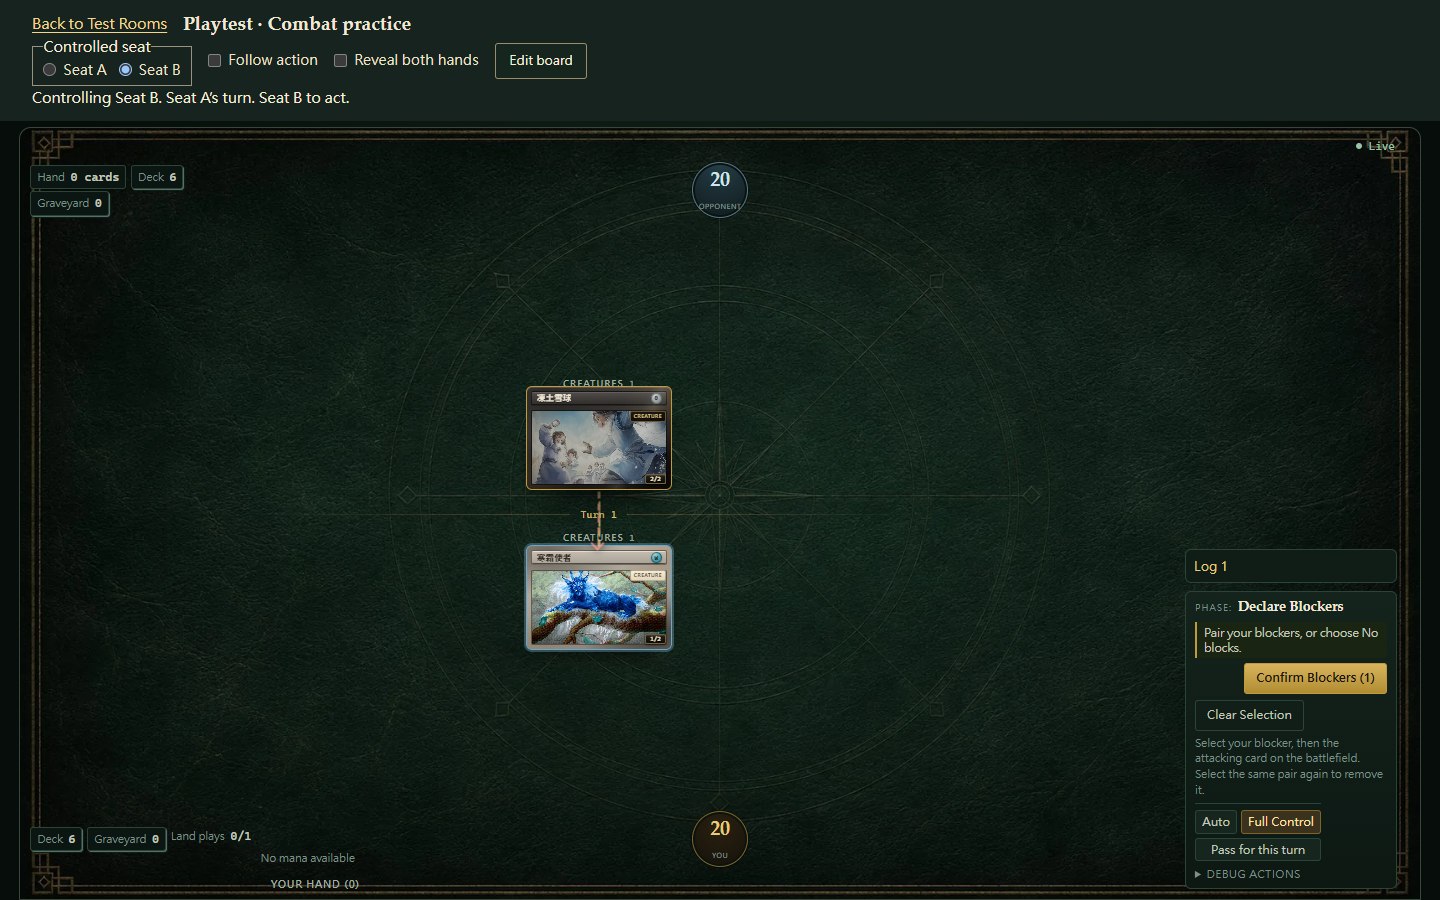 Back to Test Rooms Playtest · Combat practice
Controlled seat
Seat A Seat B Follow action Reveal both hands Edit board
Controlling Seat B. Seat A's turn. Seat B to act.
Live
Hand 0 cards Deck 6
Graveyard 0
20
OPPONENT
CREATURES 1
凍土雪球 0
CREATURE
2/2
Turn 1
CREATURES 1
寒霜使者
CREATURE
1/2
Log 1
PHASE: Declare Blockers
Pair your blockers, or choose No
blocks.
Confirm Blockers (1)
Clear Selection
Select your blocker, then the
attacking card on the battlefield.
Select the same pair again to remove
it.
Auto Full Control
Pass for this turn
DEBUG ACTIONS
Deck 6 Graveyard 0 Land plays 0/1
No mana available
YOUR HAND (0)
20
YOU